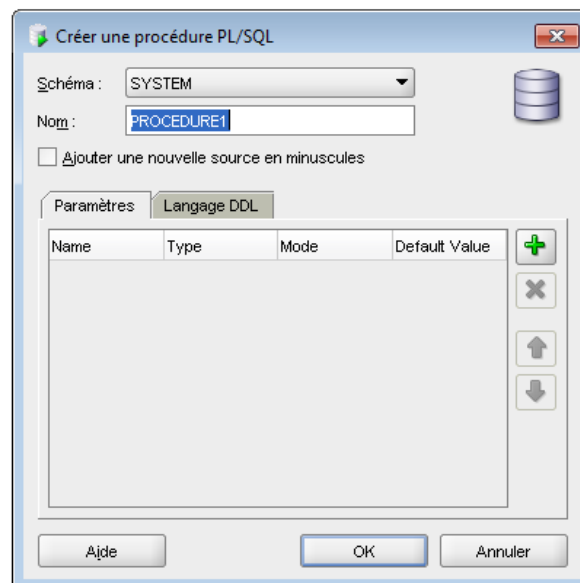 Créer une procédure PL/SQL
Schéma : SYSTEM
Nom : PROCEDURE1
Ajouter une nouvelle source en minuscules
Paramètres Langage DDL
Name Type Mode Default Value
Aide OK Annuler